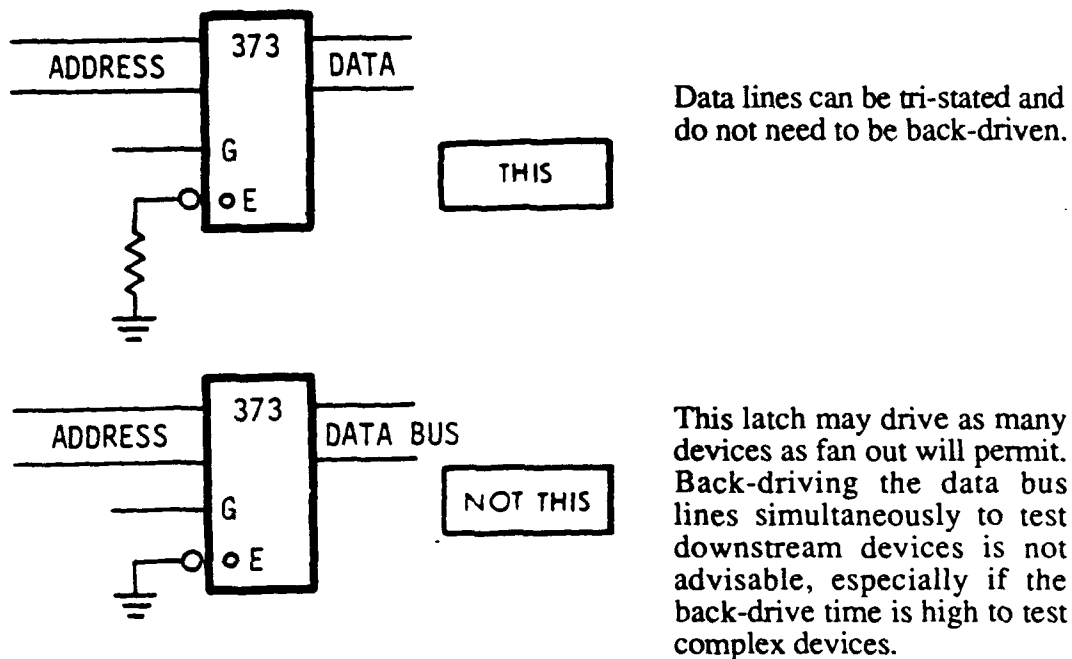 373
ADDRESS
DATA
G
o E
THIS
Data lines can be tri-stated and
do not need to be back-driven.
373
ADDRESS
DATA BUS
G
o E
NOT THIS
This latch may drive as many
devices as fan out will permit.
Back-driving the data bus
lines simultaneously to test
downstream devices is not
advisable, especially if the
back-drive time is high to test
complex devices.